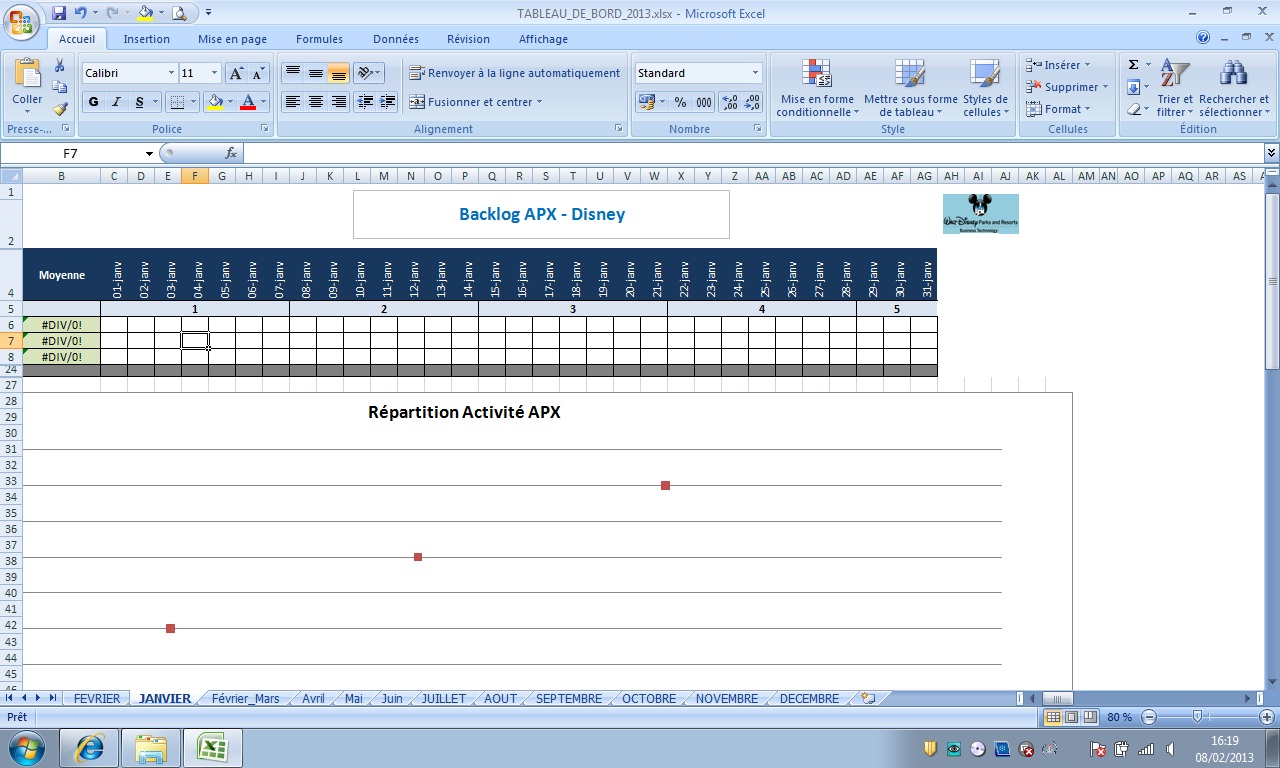 TABLEAU_DE_BORD_2013.xlsx - Microsoft Excel
Accueil Insertion Mise en page Formules Données Révision Affichage
Coller
Calibri 11
Renvoyer à la ligne automatiquement
Standard
Mise en forme conditionnelle
Mettre sous forme de tableau
Styles de cellules
Insérer
Supprimer
Format
Σ
Trier et filtrer
Rechercher et sélectionner
G I S
A
Fusionner et centrer
% 000
Presse-... Police Alignement Nombre Style Cellules Édition
F7 fx
B C D E F G H I J K L M N O P Q R S T U V W X Y Z AA AB AC AD AE AF AG AH AI AJ AK AL AM AN AO AP AQ AR AS
1
Backlog APX - Disney
Walt Disney Parks and Resorts
Business Technology
2
4 Moyenne 01-janv 02-janv 03-janv 04-janv 05-janv 06-janv 07-janv 08-janv 09-janv 10-janv 11-janv 12-janv 13-janv 14-janv 15-janv 16-janv 17-janv 18-janv 19-janv 20-janv 21-janv 22-janv 23-janv 24-janv 25-janv 26-janv 27-janv 28-janv 29-janv 30-janv 31-janv
5 1 2 3 4 5
6 #DIV/0!
7 #DIV/0!
8 #DIV/0!
24
27
28
Répartition Activité APX
29
30
31
32
33
34
35
36
37
38
39
40
41
42
43
44
45
FEVRIER JANVIER Février_Mars Avril Mai Juin JUILLET AOUT SEPTEMBRE OCTOBRE NOVEMBRE DECEMBRE
Prêt 80 %
16:19
08/02/2013